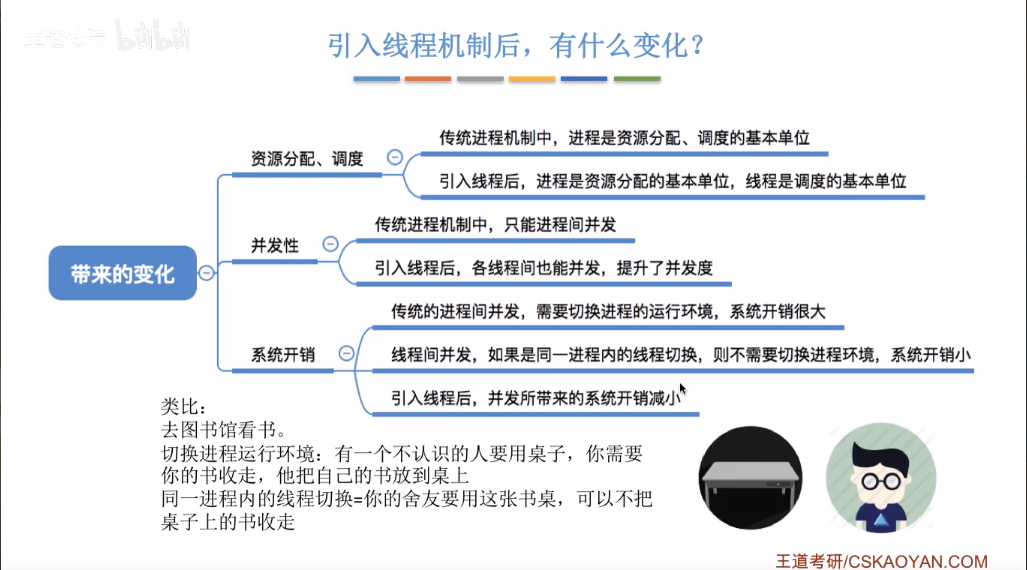 王道论坛 bilibili
引入线程机制后，有什么变化？
传统进程机制中，进程是资源分配、调度的基本单位
资源分配、调度
引入线程后，进程是资源分配的基本单位，线程是调度的基本单位
传统进程机制中，只能进程间并发
并发性
引入线程后，各线程间也能并发，提升了并发度
带来的变化
传统的进程间并发，需要切换进程的运行环境，系统开销很大
系统开销
线程间并发，如果是同一进程内的线程切换，则不需要切换进程环境，系统开销小
引入线程后，并发所带来的系统开销减小
类比：
去图书馆看书。
切换进程运行环境：有一个不认识的人要用桌子，你需要
你的书收走，他把自己的书放到桌上
同一进程内的线程切换=你的舍友要用这张书桌，可以不把
桌子上的书收走
王道考研/CSKAOYAN.COM